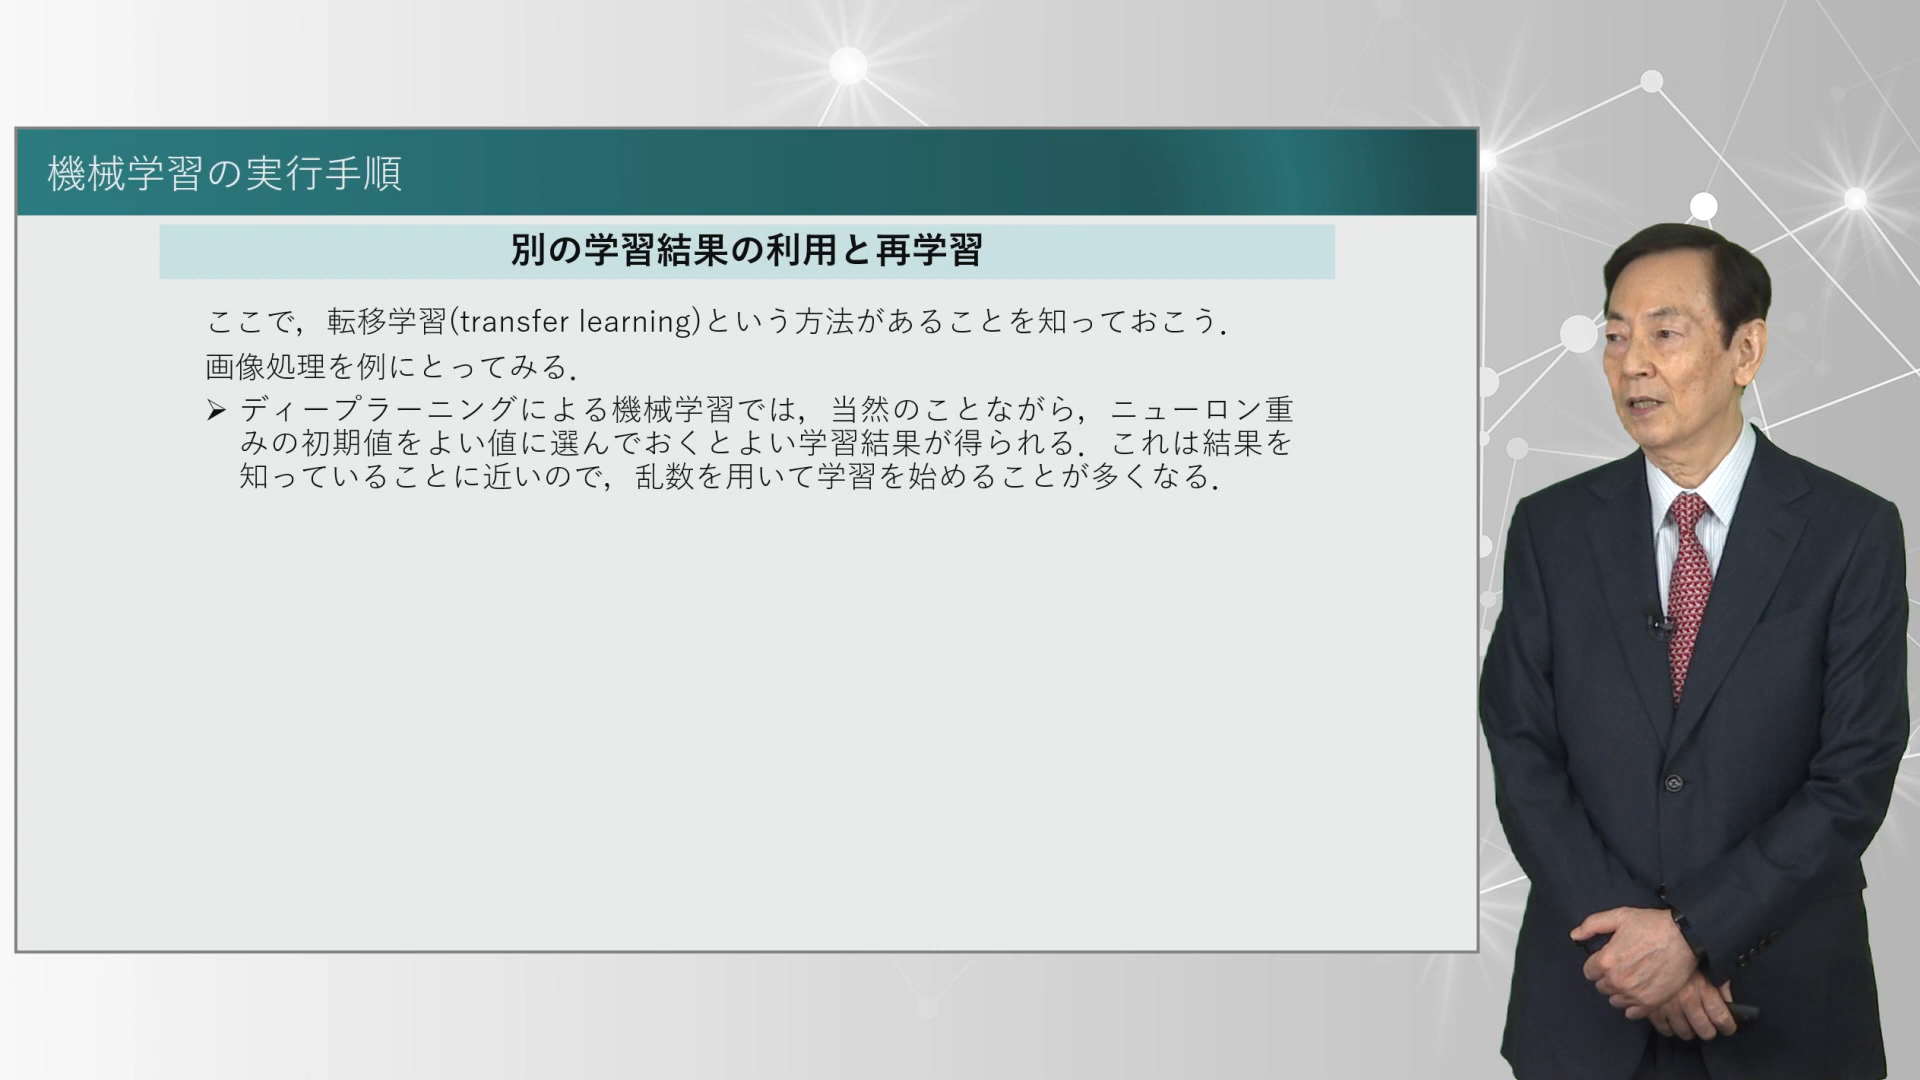 機械学習の実行手順
別の学習結果の利用と再学習
ここで，転移学習(transfer learning)という方法があることを知っておこう．
画像処理を例にとってみる．
➢ ディープラーニングによる機械学習では，当然のことながら，ニューロン重
みの初期値をよい値に選んでおくとよい学習結果が得られる．これは結果を
知っていることに近いので，乱数を用いて学習を始めることが多くなる．